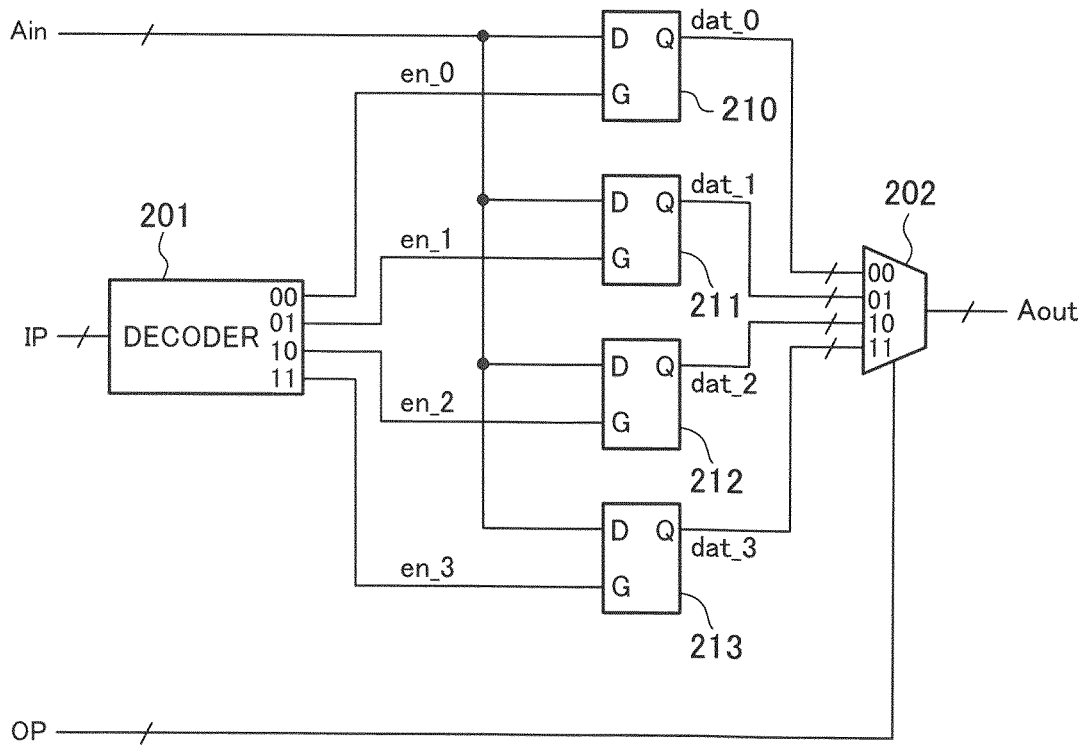 Ain
D Q
G
dat_0
210
en_0
D Q
G
dat_1
211
en_1
201
202
IP
DECODER
00
01
10
11
00
01
10
11
Aout
D Q
G
dat_2
212
en_2
D Q
G
dat_3
213
en_3
OP